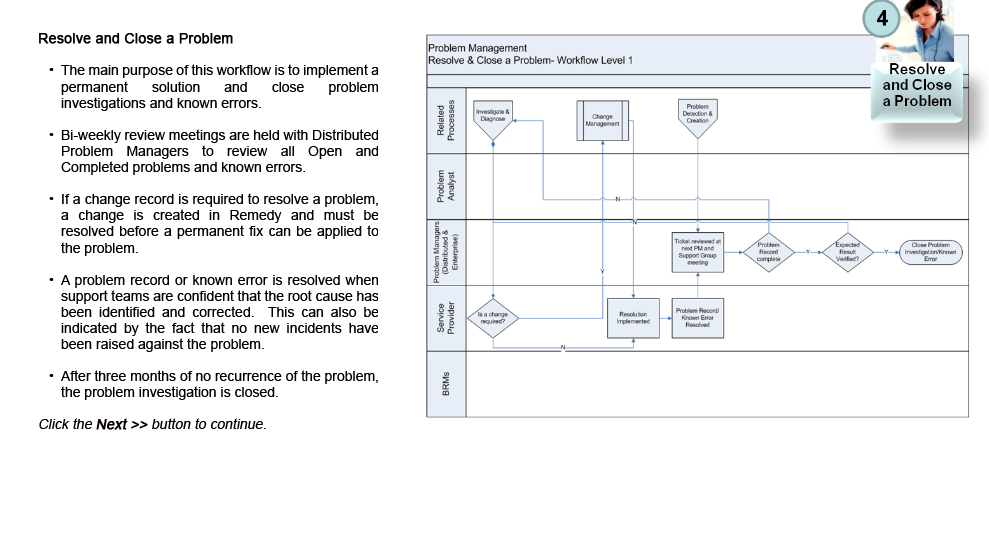 Resolve and Close a Problem
• The main purpose of this workflow is to implement a
permanent solution and close problem
investigations and known errors.
• Bi-weekly review meetings are held with Distributed
Problem Managers to review all Open and
Completed problems and known errors.
• If a change record is required to resolve a problem,
a change is created in Remedy and must be
resolved before a permanent fix can be applied to
the problem.
• A problem record or known error is resolved when
support teams are confident that the root cause has
been identified and corrected. This can also be
indicated by the fact that no new incidents have
been raised against the problem.
• After three months of no recurrence of the problem,
the problem investigation is closed.
Click the Next >> button to continue.
4
Resolve
and Close
a Problem
Problem Management
Resolve & Close a Problem- Workflow Level 1
Related
Processes
Investigate &
Diagnose
Change
Management
Problem
Detection &
Creation
Problem
Analyst
N
N
Problem Managers
(Distributed &
Enterprise)
Ticket reviewed at
next PM and
Support Group
meeting
Problem
Record
complete
Y
Expected
Result
Verified?
Y
Close Problem
Investigation/Known
Error
Y
Service
Provider
Is a change
required?
Resolution
Implemented
Problem Record/
Known Error
Resolved
N
BRMs